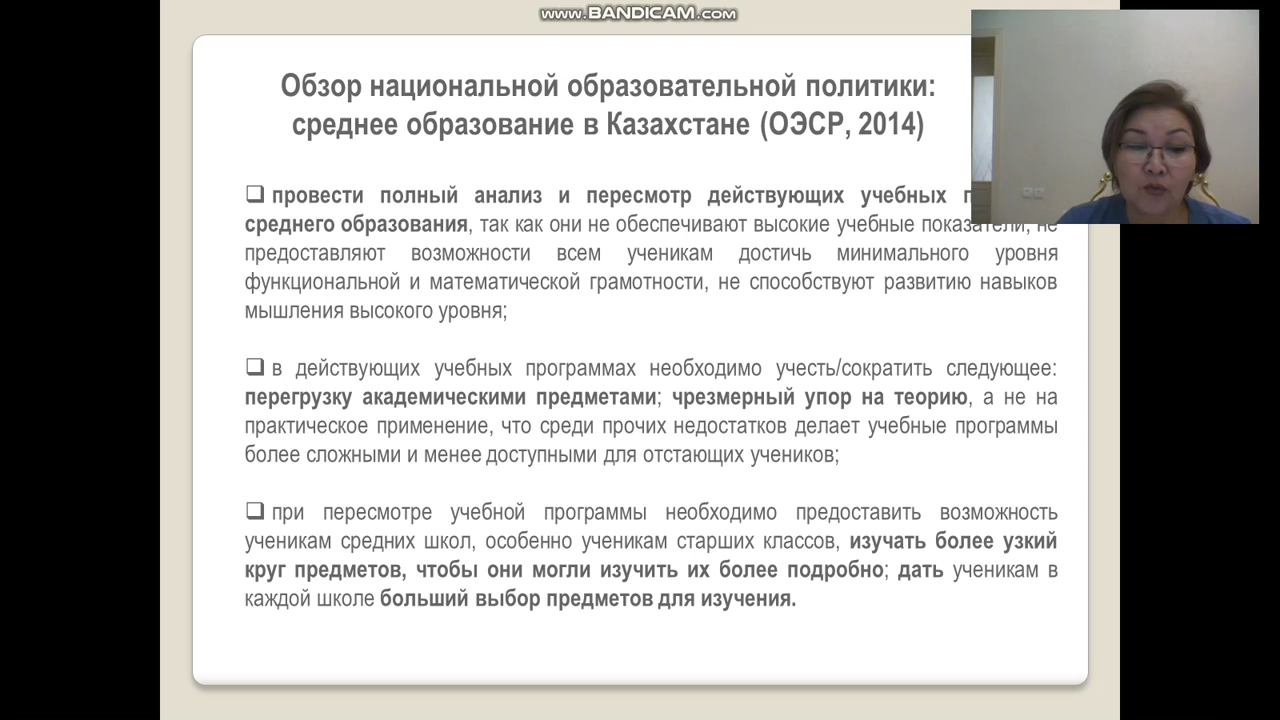 www.BANDICAM.com
Обзор национальной образовательной политики:
среднее образование в Казахстане (ОЭСР, 2014)
❑ провести полный анализ и пересмотр действующих учебных
среднего образования, так как они не обеспечивают высокие учебные показатели, не
предоставляют возможности всем ученикам достичь минимального уровня
функциональной и математической грамотности, не способствуют развитию навыков
мышления высокого уровня;
❑ в действующих учебных программах необходимо учесть/сократить следующее:
перегрузку академическими предметами; чрезмерный упор на теорию, а не на
практическое применение, что среди прочих недостатков делает учебные программы
более сложными и менее доступными для отстающих учеников;
❑ при пересмотре учебной программы необходимо предоставить возможность
ученикам средних школ, особенно ученикам старших классов, изучать более узкий
круг предметов, чтобы они могли изучить их более подробно; дать ученикам в
каждой школе больший выбор предметов для изучения.